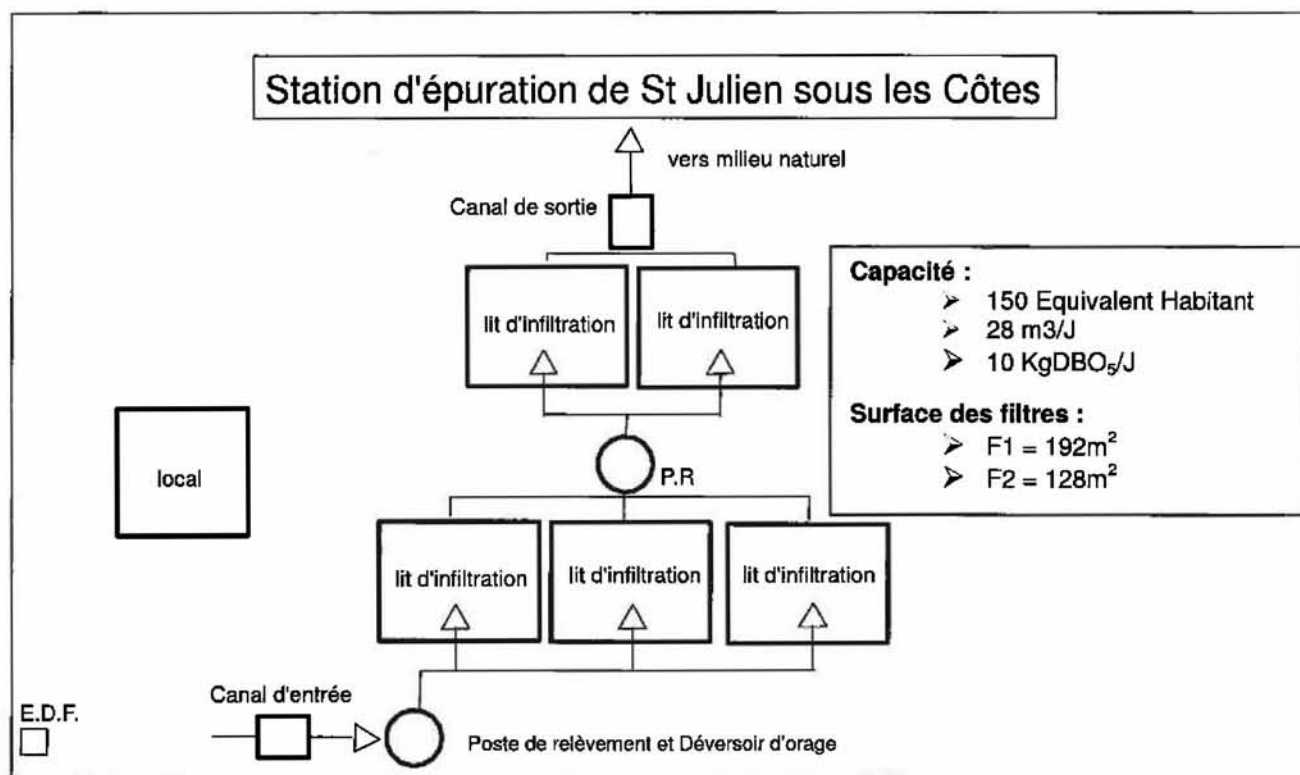 Station d'épuration de St Julien sous les Côtes
vers milieu naturel
Canal de sortie
lit d'infiltration
lit d'infiltration
Capacité :
➢ 150 Equivalent Habitant
➢ 28 m3/J
➢ 10 KgDBO₅/J
Surface des filtres :
➢ F1 = 192m²
➢ F2 = 128m²
local
P.R
lit d'infiltration
lit d'infiltration
lit d'infiltration
Canal d'entrée
E.D.F.
Poste de relèvement et Déversoir d'orage